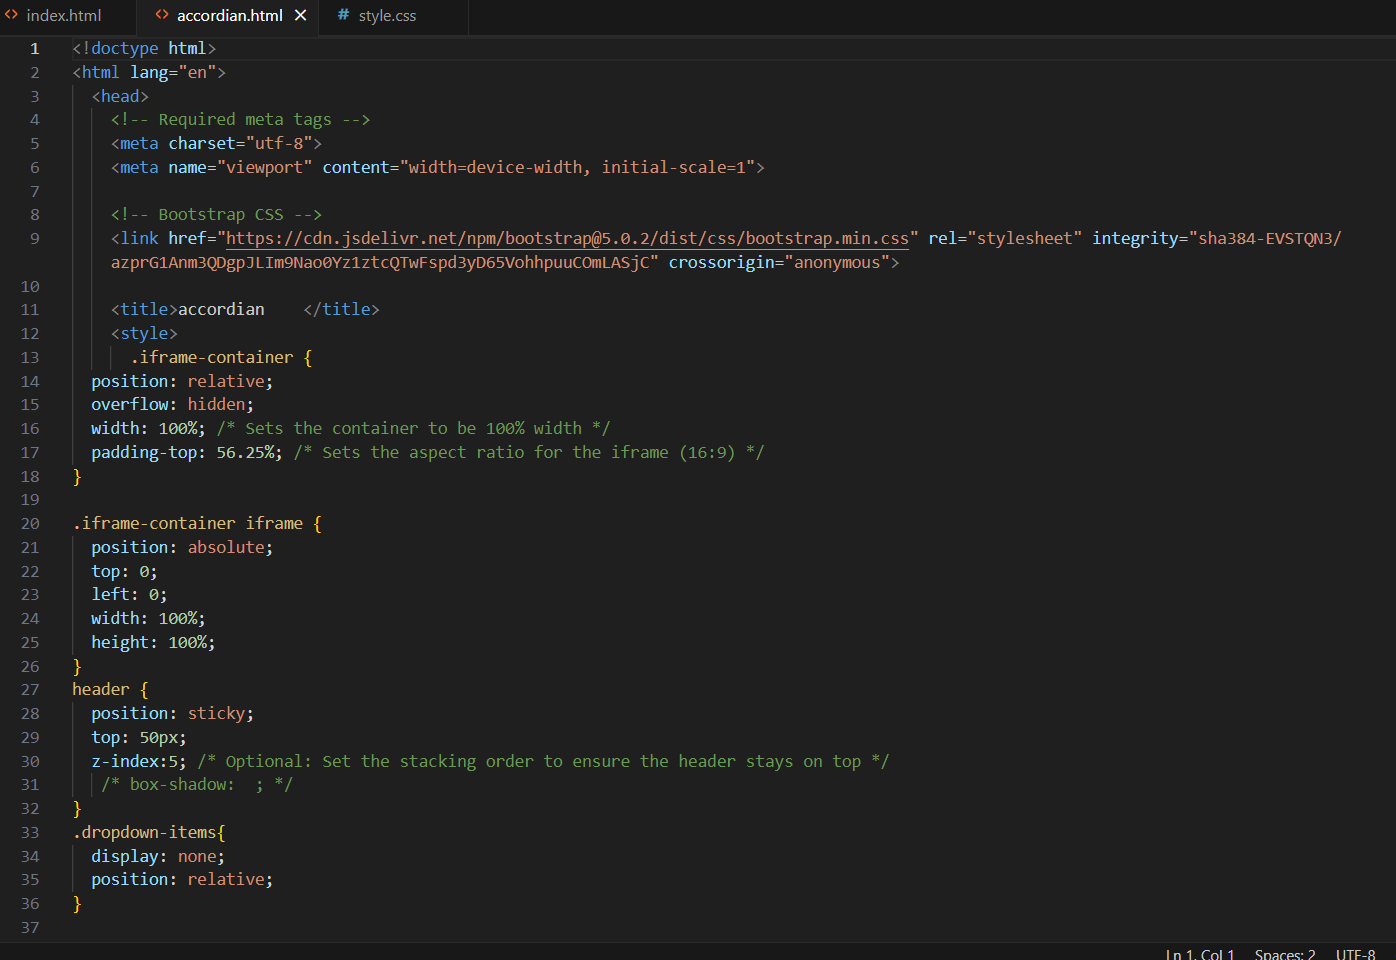 index.html accordian.html style.css
1 <!doctype html>
2 <html lang="en">
3 <head>
4 <!-- Required meta tags -->
5 <meta charset="utf-8">
6 <meta name="viewport" content="width=device-width, initial-scale=1">
7
8 <!-- Bootstrap CSS -->
9 <link href="https://cdn.jsdelivr.net/npm/bootstrap@5.0.2/dist/css/bootstrap.min.css" rel="stylesheet" integrity="sha384-EVSTQN3/
azprG1Anm3QDgpJLIm9Nao0Yz1ztcQTwFspd3yD65VohhpuuCOmLASjC" crossorigin="anonymous">
10
11 <title>accordian    </title>
12 <style>
13 .iframe-container {
14 position: relative;
15 overflow: hidden;
16 width: 100%; /* Sets the container to be 100% width */
17 padding-top: 56.25%; /* Sets the aspect ratio for the iframe (16:9) */
18 }
19
20 .iframe-container iframe {
21 position: absolute;
22 top: 0;
23 left: 0;
24 width: 100%;
25 height: 100%;
26 }
27 header {
28 position: sticky;
29 top: 50px;
30 z-index:5; /* Optional: Set the stacking order to ensure the header stays on top */
31 /* box-shadow:  ; */
32 }
33 .dropdown-items{
34 display: none;
35 position: relative;
36 }
37
Ln 1, Col 1 Spaces: 2 UTF-8